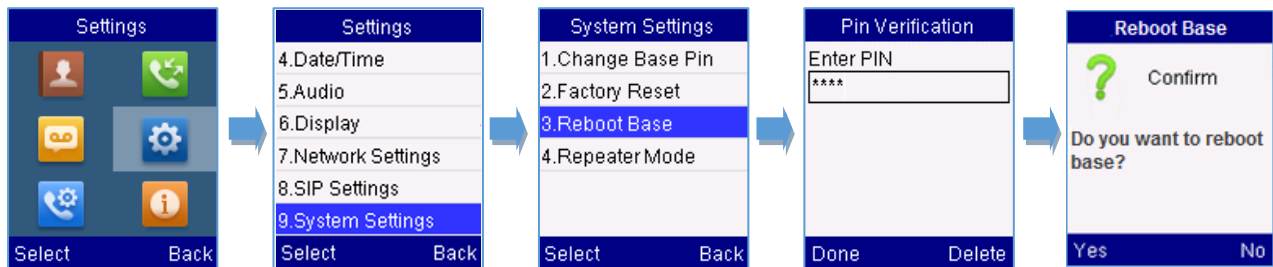 Settings
Select Back
Settings
4.Date/Time
5.Audio
6.Display
7.Network Settings
8.SIP Settings
9.System Settings
Select Back
System Settings
1.Change Base Pin
2.Factory Reset
3.Reboot Base
4.Repeater Mode
Select Back
Pin Verification
Enter PIN
****
Done Delete
Reboot Base
Confirm
Do you want to reboot
base?
Yes No